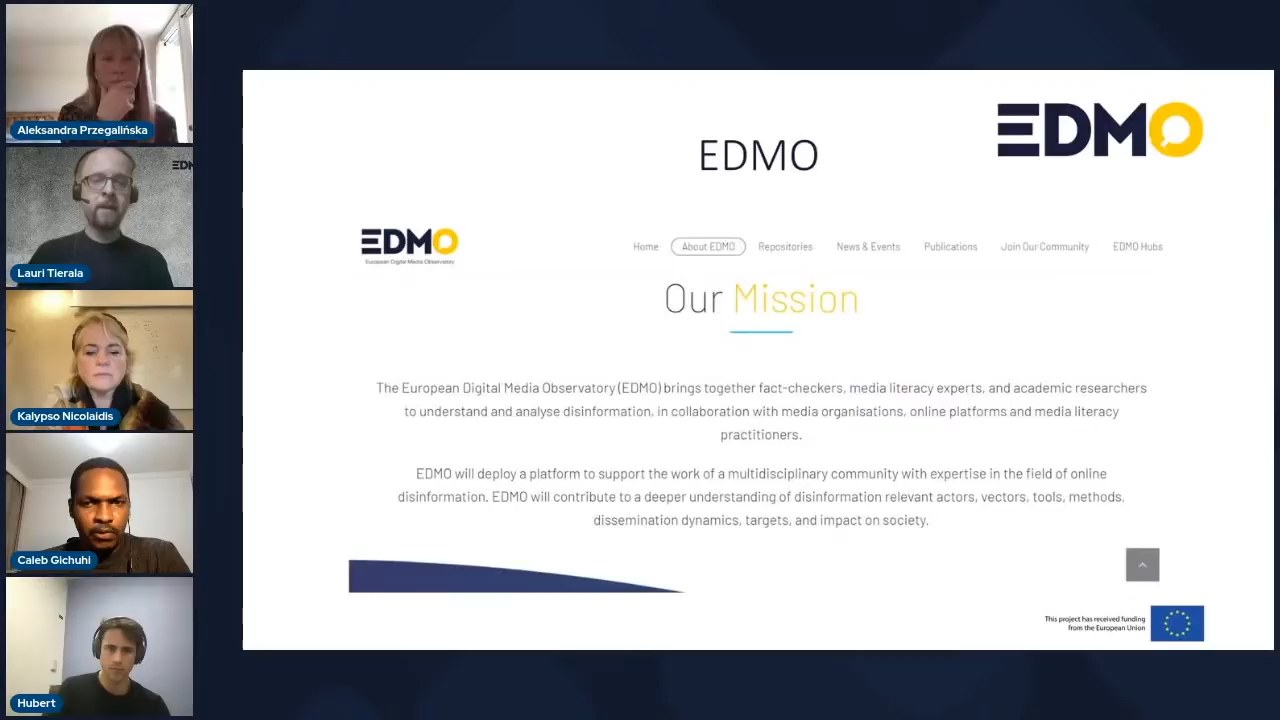 Aleksandra Przegalińska
EDM
Lauri Tierala
Kalypso Nicolaidis
Caleb Gichuhi
Hubert
EDMO
EDMO
EDMO
European Digital Media Observatory
Home About EDMO Repositories News & Events Publications Join Our Community EDMO Hubs
Our Mission
The European Digital Media Observatory (EDMO) brings together fact-checkers, media literacy experts, and academic researchers
to understand and analyse disinformation, in collaboration with media organisations, online platforms and media literacy
practitioners.
EDMO will deploy a platform to support the work of a multidisciplinary community with expertise in the field of online
disinformation. EDMO will contribute to a deeper understanding of disinformation relevant actors, vectors, tools, methods,
dissemination dynamics, targets, and impact on society.
This project has received funding
from the European Union